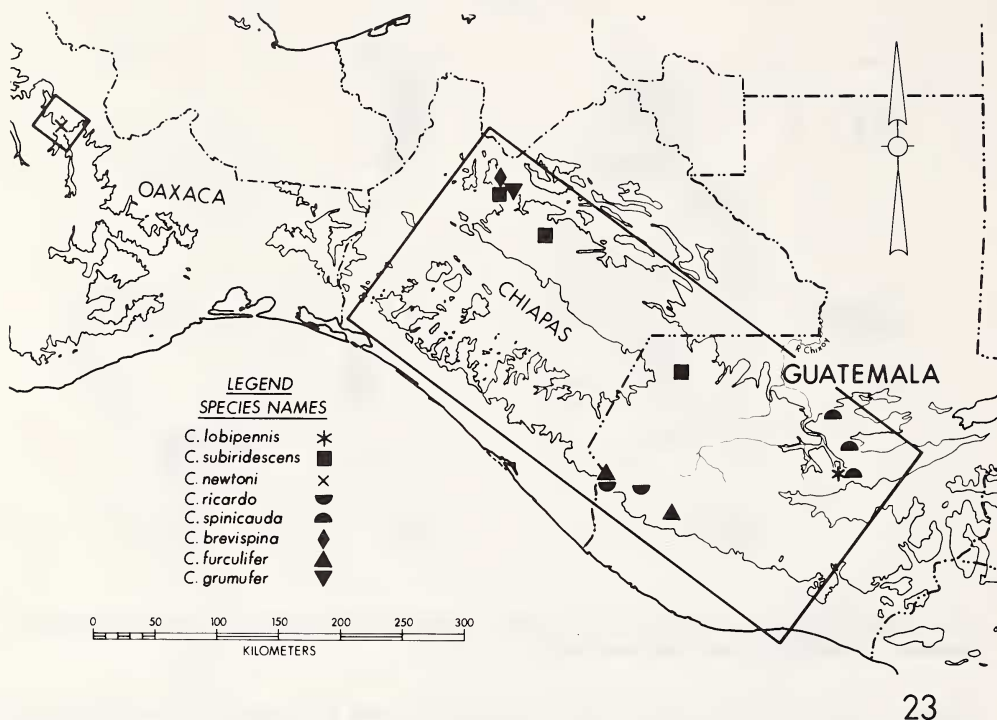 OAXACA
CHIAPAS
R. Chixoy
GUATEMALA
LEGEND
SPECIES NAMES
C. lobipennis
C. subiridescens
C. newtoni
C. ricardo
C. spinicauda
C. brevispina
C. furculifer
C. grumufer
0 50 100 150 200 250 300
KILOMETERS
23